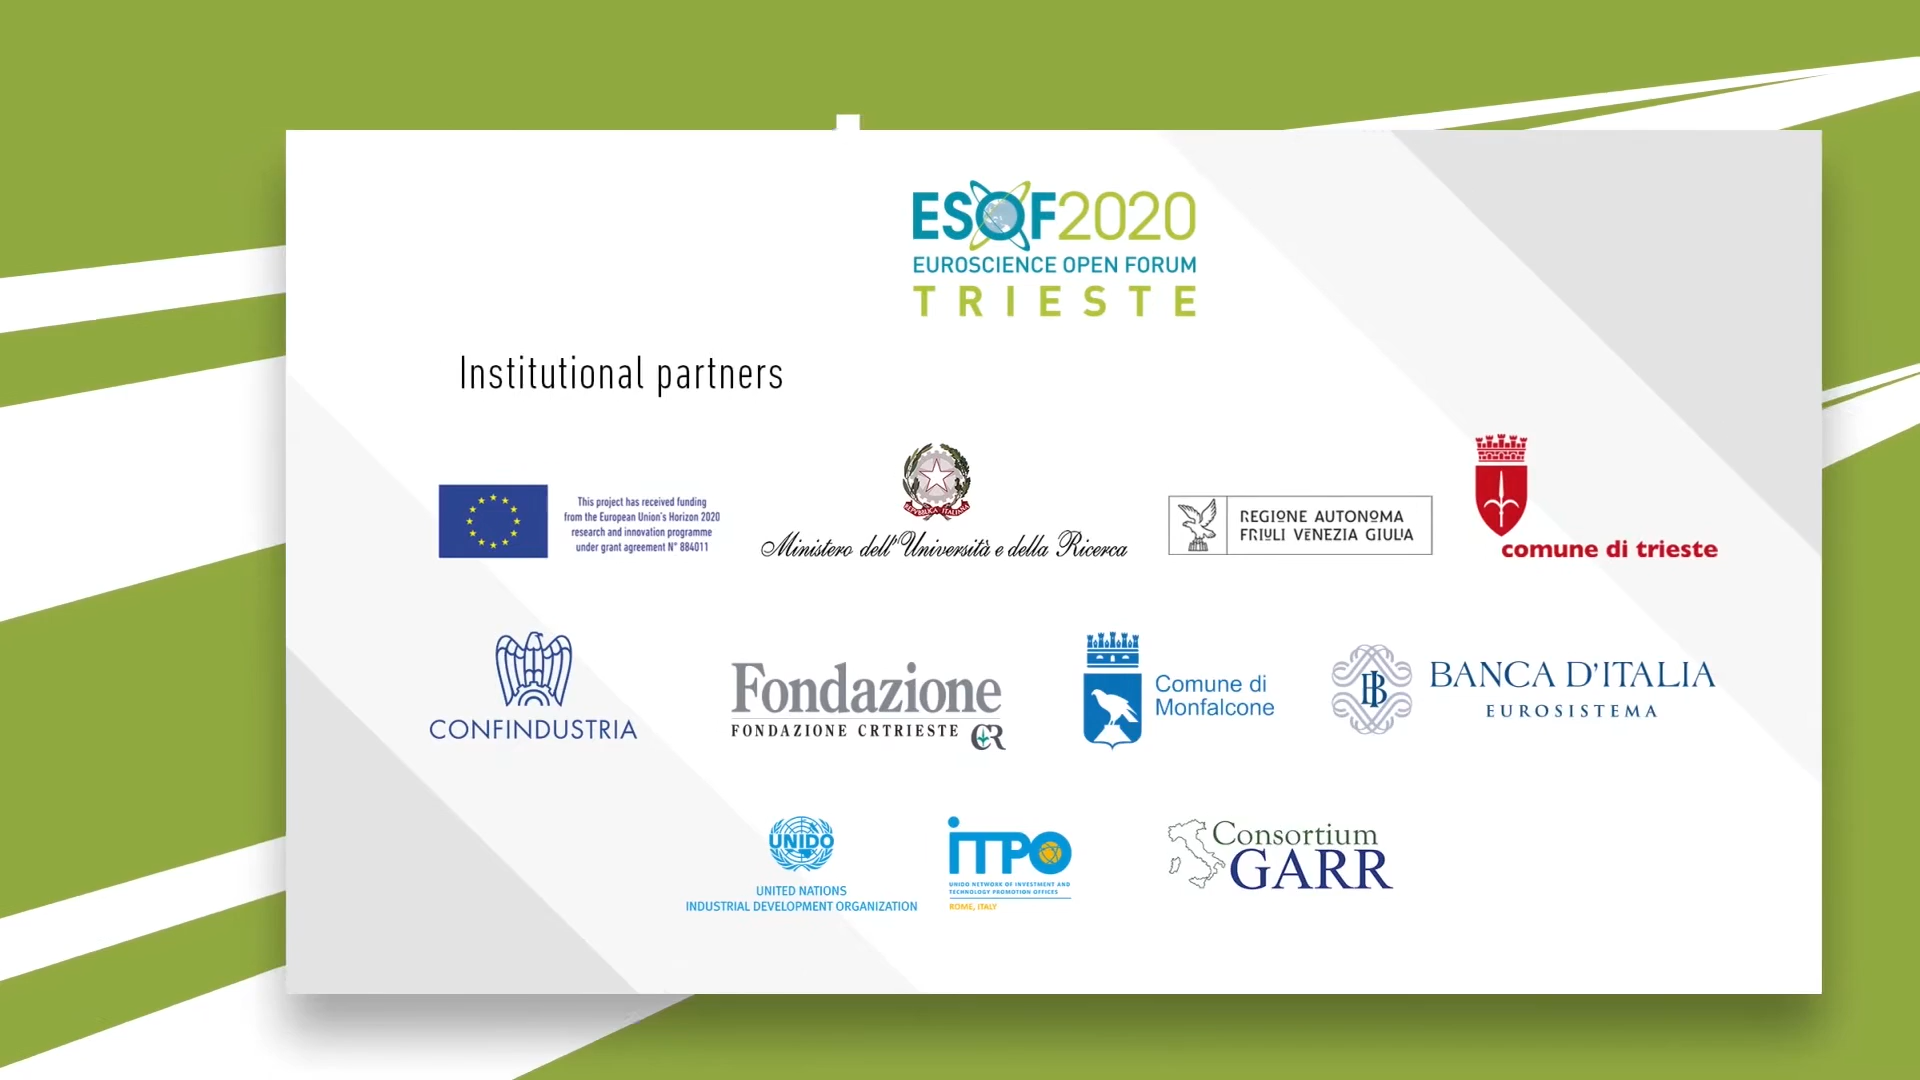 ESOF2020
EUROSCIENCE OPEN FORUM
TRIESTE
Institutional partners
This project has received funding
from the European Union's Horizon 2020
research and innovation programme
under grant agreement N° 884011
REPVBBLICA ITALIANA
Ministero dell'Università e della Ricerca
REGIONE AUTONOMA
FRIULI VENEZIA GIULIA
comune di trieste
CONFINDUSTRIA
Fondazione
FONDAZIONE CRTRIESTE
CR
Comune di
Monfalcone
BI
BANCA D'ITALIA
EUROSISTEMA
UNIDO
UNITED NATIONS
INDUSTRIAL DEVELOPMENT ORGANIZATION
iTPO
UNIDO NETWORK OF INVESTMENT AND
TECHNOLOGY PROMOTION OFFICES
ROME, ITALY
Consortium
GARR